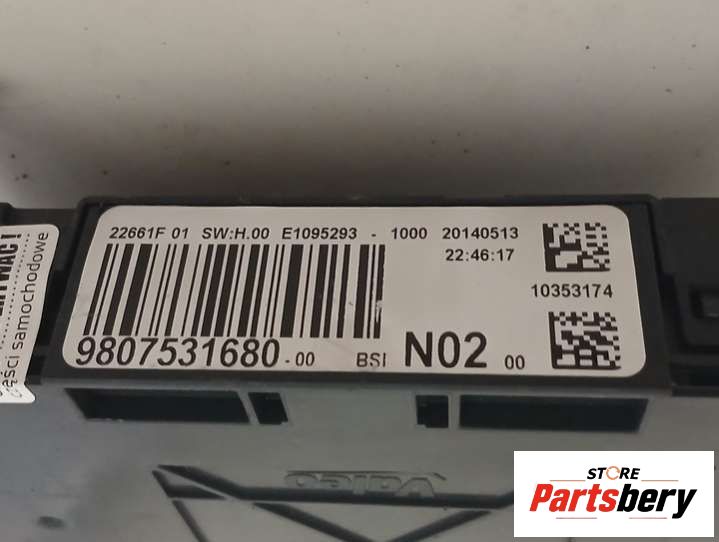 22661F 01 SW:H.00 E1095293 - 1000 20140513
22:46:17
10353174
9807531680-00 BSI N02 00
części samochodowe
Valeo
STORE
Partsbery